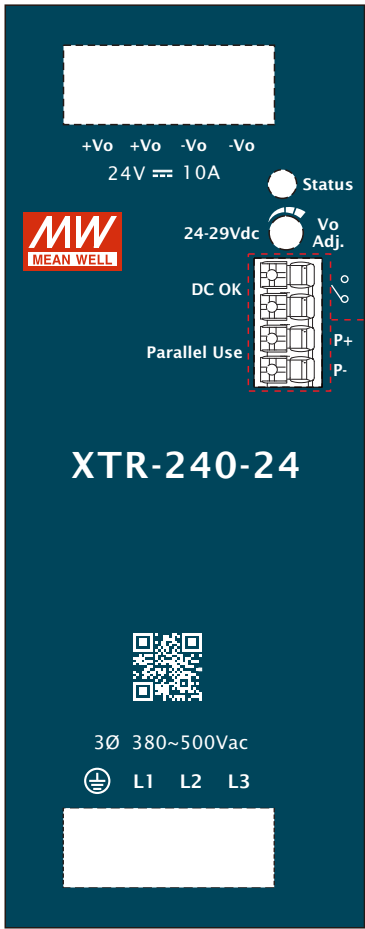 +Vo +Vo -Vo -Vo
24V ⎓ 10A
Status
24-29Vdc
Vo
Adj.
MW
MEAN WELL
DC OK
Parallel Use
P+
P-
XTR-240-24
3Ø 380~500Vac
L1 L2 L3